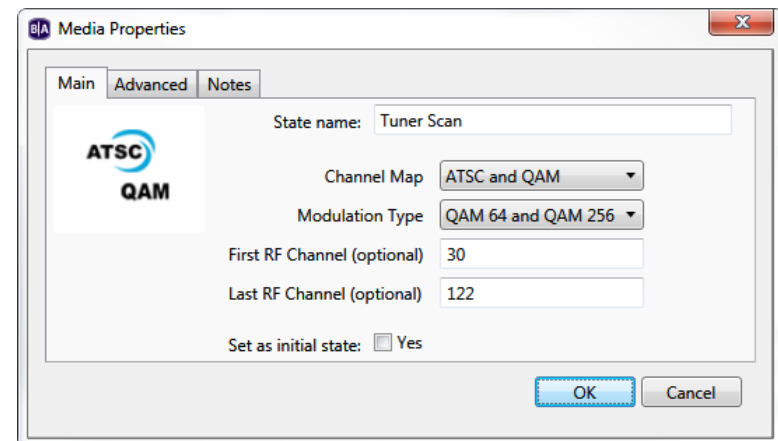 B|A Media Properties
Main Advanced Notes
ATSC
QAM
State name: Tuner Scan
Channel Map ATSC and QAM
Modulation Type QAM 64 and QAM 256
First RF Channel (optional) 30
Last RF Channel (optional) 122
Set as initial state: Yes
OK Cancel